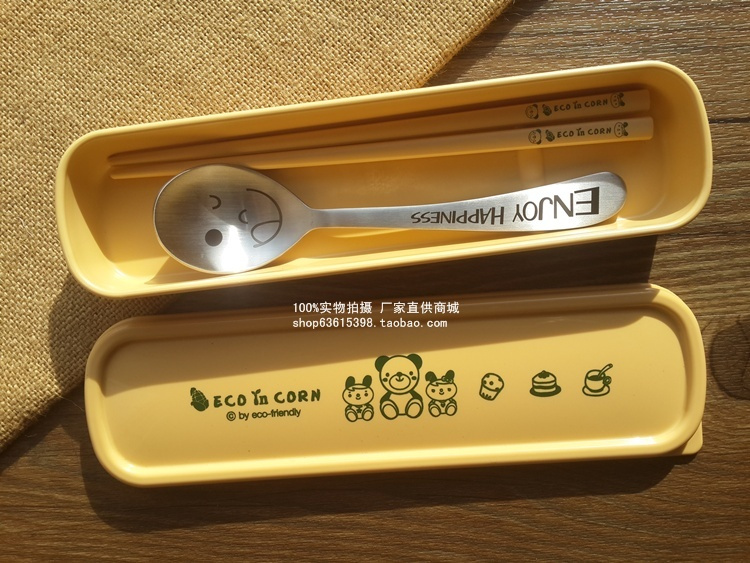 ECO in CORN
ECO in CORN
ENJOY HAPPINESS
100%实物拍摄 厂家直供商城
shop63615398.taobao.com
ECO in CORN
© by eco-friendly